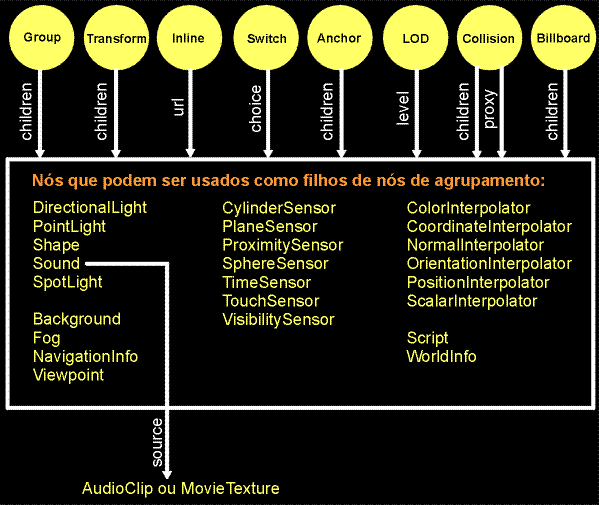 Group Transform Inline Switch Anchor LOD Collision Billboard
children children url choice children level children proxy children
Nós que podem ser usados como filhos de nós de agrupamento:
DirectionalLight
PointLight
Shape
Sound
SpotLight
Background
Fog
NavigationInfo
Viewpoint
CylinderSensor
PlaneSensor
ProximitySensor
SphereSensor
TimeSensor
TouchSensor
VisibilitySensor
ColorInterpolator
CoordinateInterpolator
NormalInterpolator
OrientationInterpolator
PositionInterpolator
ScalarInterpolator
Script
WorldInfo
source
AudioClip ou MovieTexture